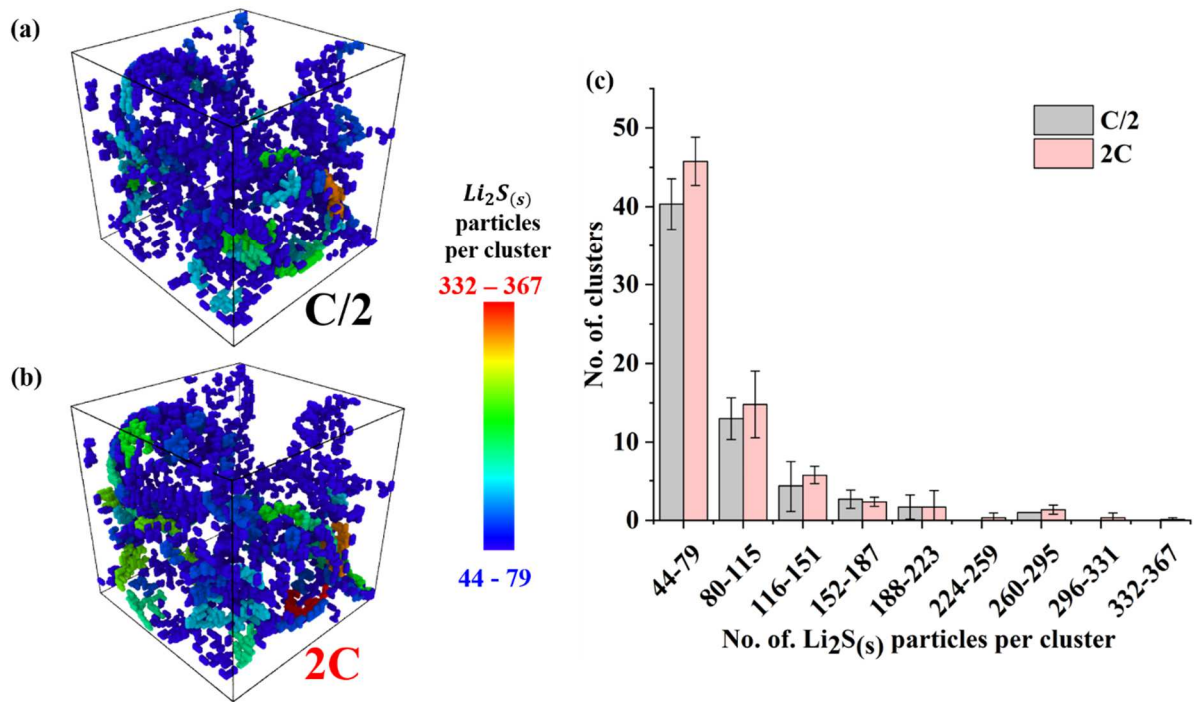 (a)
C/2
(b)
2C
Li₂S₍ₛ₎
particles
per cluster
332 – 367
44 - 79
(c)
C/2
2C
No. of. clusters
50
40
30
20
10
0
44-79
80-115
116-151
152-187
188-223
224-259
260-295
296-331
332-367
No. of. Li₂S₍ₛ₎ particles per cluster